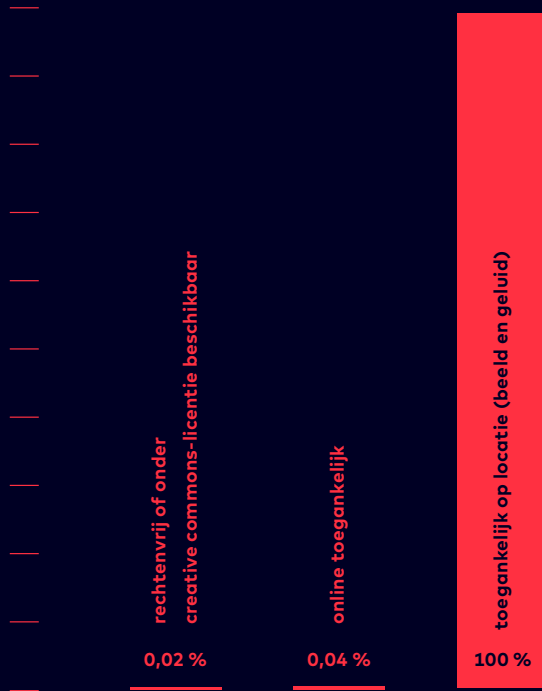 rechtenvrij of onder
creative commons-licentie beschikbaar
0,02 %
online toegankelijk
0,04 %
toegankelijk op locatie (beeld en geluid)
100 %